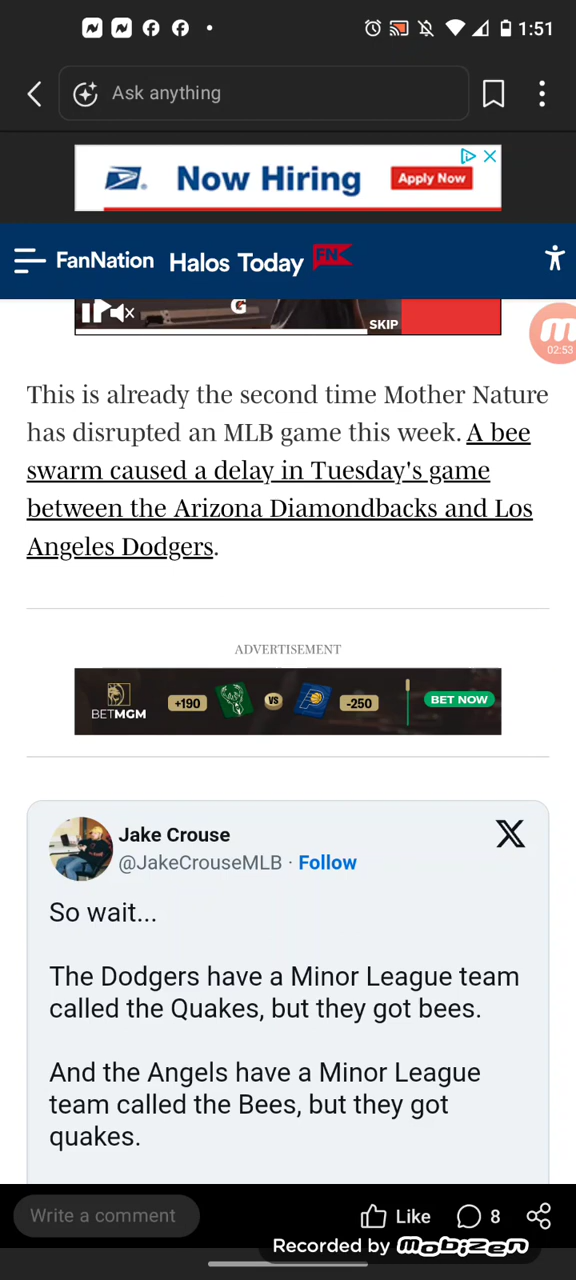 1:51
Ask anything
Now Hiring
Apply Now
FanNation Halos Today FN
G
SKIP
02:53
This is already the second time Mother Nature
has disrupted an MLB game this week. A bee
swarm caused a delay in Tuesday's game
between the Arizona Diamondbacks and Los
Angeles Dodgers.
ADVERTISEMENT
BETMGM +190 VS -250 BET NOW
Jake Crouse
@JakeCrouseMLB · Follow
So wait...
The Dodgers have a Minor League team
called the Quakes, but they got bees.
And the Angels have a Minor League
team called the Bees, but they got
quakes.
Write a comment
Like
8
Recorded by mobizen